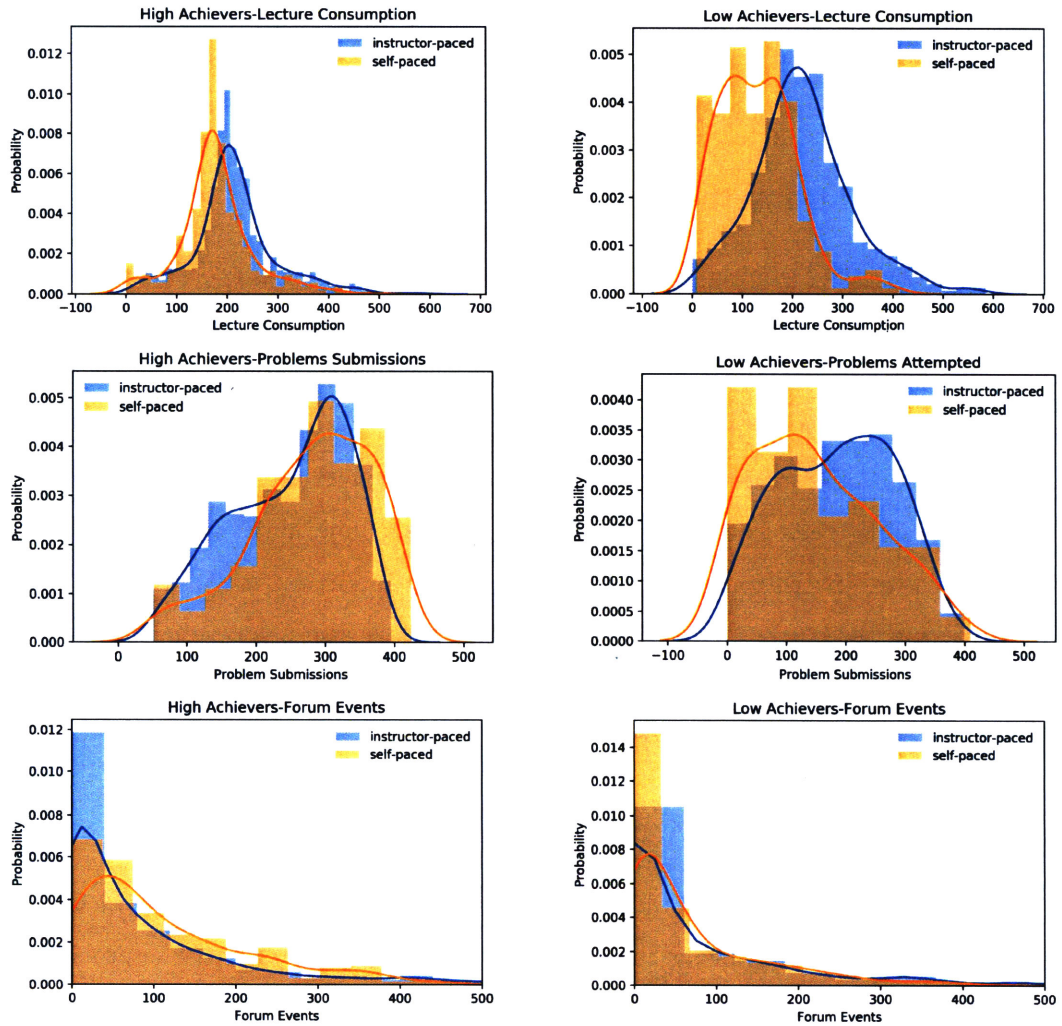 High Achievers-Lecture Consumption
instructor-paced
self-paced
Probability
0.012
0.010
0.008
0.006
0.004
0.002
0.000
−100 0 100 200 300 400 500 600 700
Lecture Consumption
Low Achievers-Lecture Consumption
instructor-paced
self-paced
Probability
0.005
0.004
0.003
0.002
0.001
0.000
−100 0 100 200 300 400 500 600 700
Lecture Consumption
High Achievers-Problems Submissions
instructor-paced
self-paced
Probability
0.005
0.004
0.003
0.002
0.001
0.000
0 100 200 300 400 500
Problem Submissions
Low Achievers-Problems Attempted
instructor-paced
self-paced
Probability
0.0040
0.0035
0.0030
0.0025
0.0020
0.0015
0.0010
0.0005
0.0000
−100 0 100 200 300 400 500
Problem Submissions
High Achievers-Forum Events
instructor-paced
self-paced
Probability
0.012
0.010
0.008
0.006
0.004
0.002
0.000
0 100 200 300 400 500
Forum Events
Low Achievers-Forum Events
instructor-paced
self-paced
Probability
0.014
0.012
0.010
0.008
0.006
0.004
0.002
0.000
0 100 200 300 400 500
Forum Events